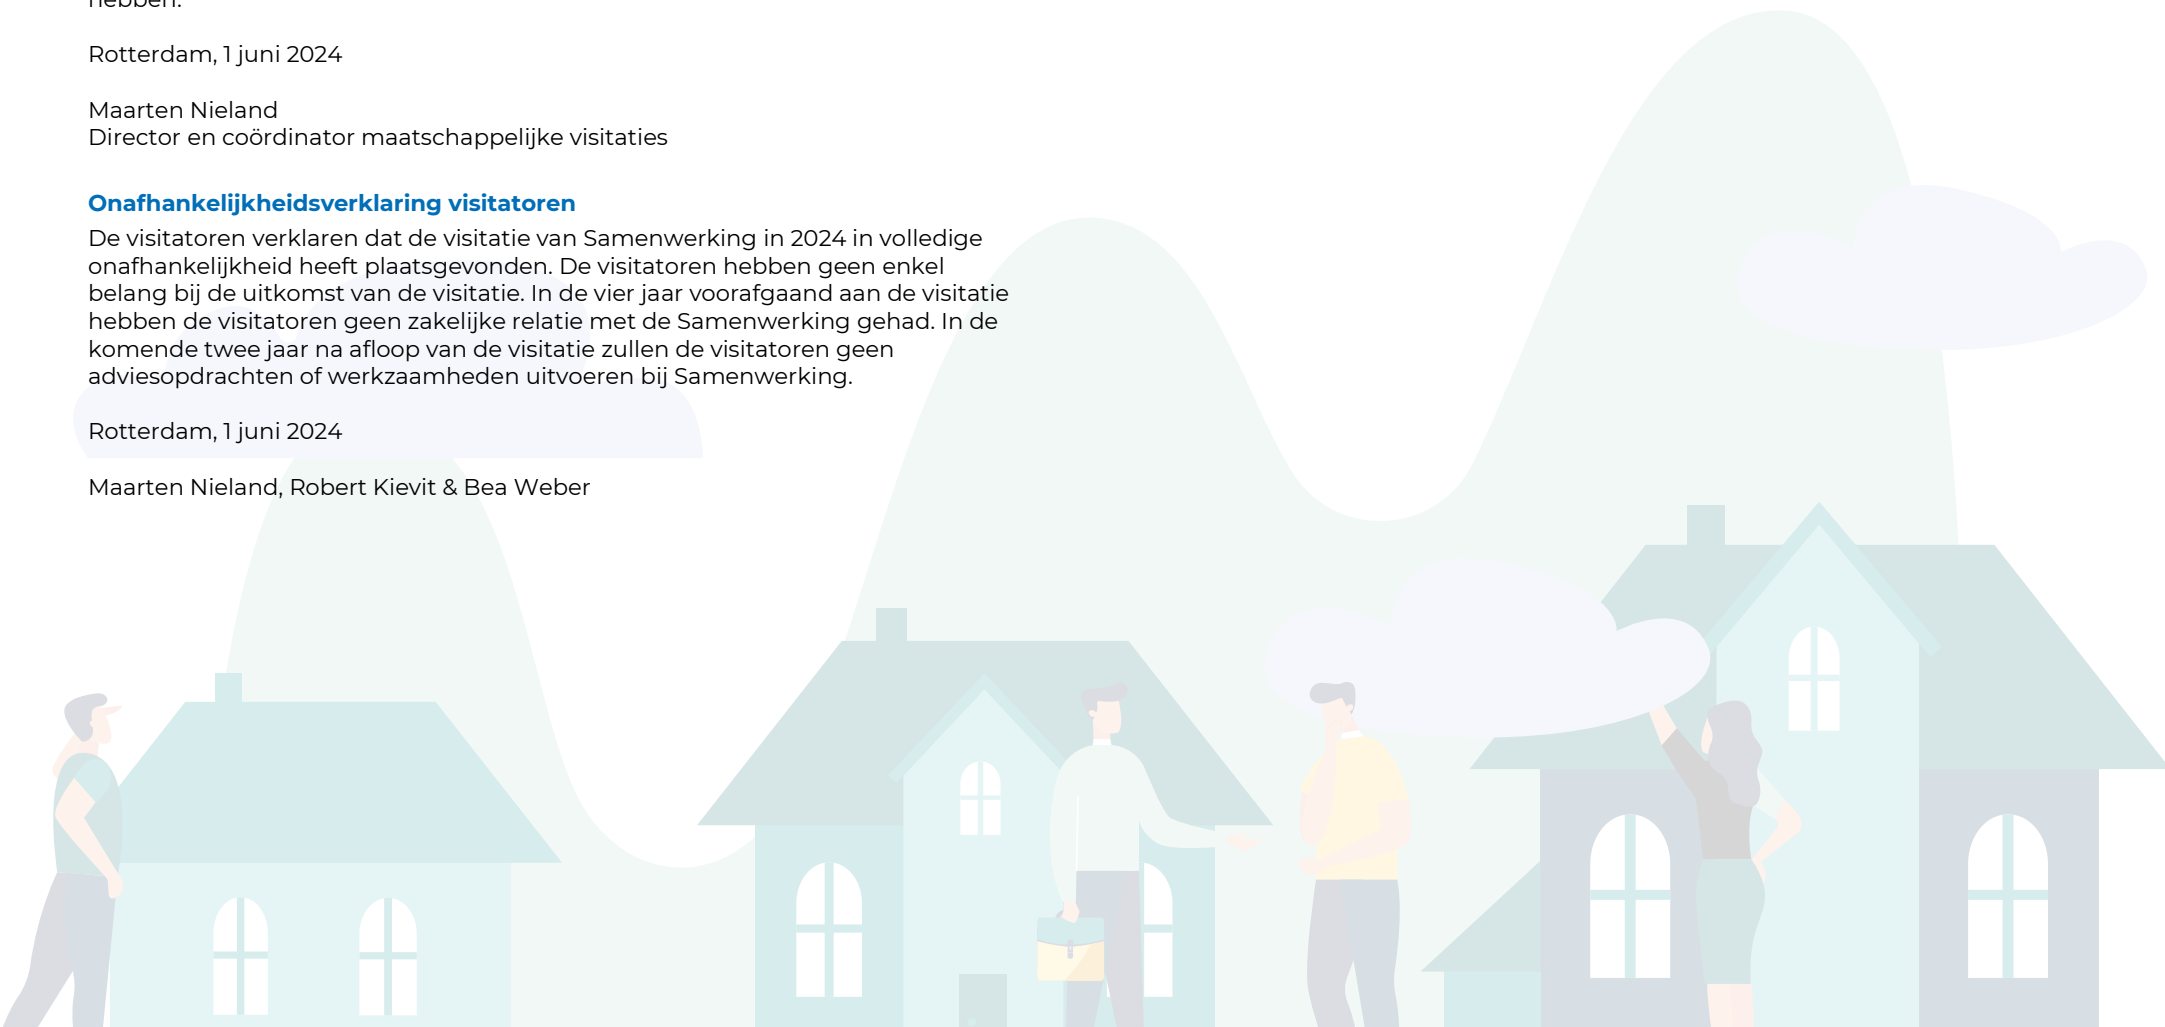 hebben.
Rotterdam, 1 juni 2024
Maarten Nieland
Director en coördinator maatschappelijke visitaties
Onafhankelijkheidsverklaring visitatoren
De visitatoren verklaren dat de visitatie van Samenwerking in 2024 in volledige
onafhankelijkheid heeft plaatsgevonden. De visitatoren hebben geen enkel
belang bij de uitkomst van de visitatie. In de vier jaar voorafgaand aan de visitatie
hebben de visitatoren geen zakelijke relatie met de Samenwerking gehad. In de
komende twee jaar na afloop van de visitatie zullen de visitatoren geen
adviesopdrachten of werkzaamheden uitvoeren bij Samenwerking.
Rotterdam, 1 juni 2024
Maarten Nieland, Robert Kievit & Bea Weber